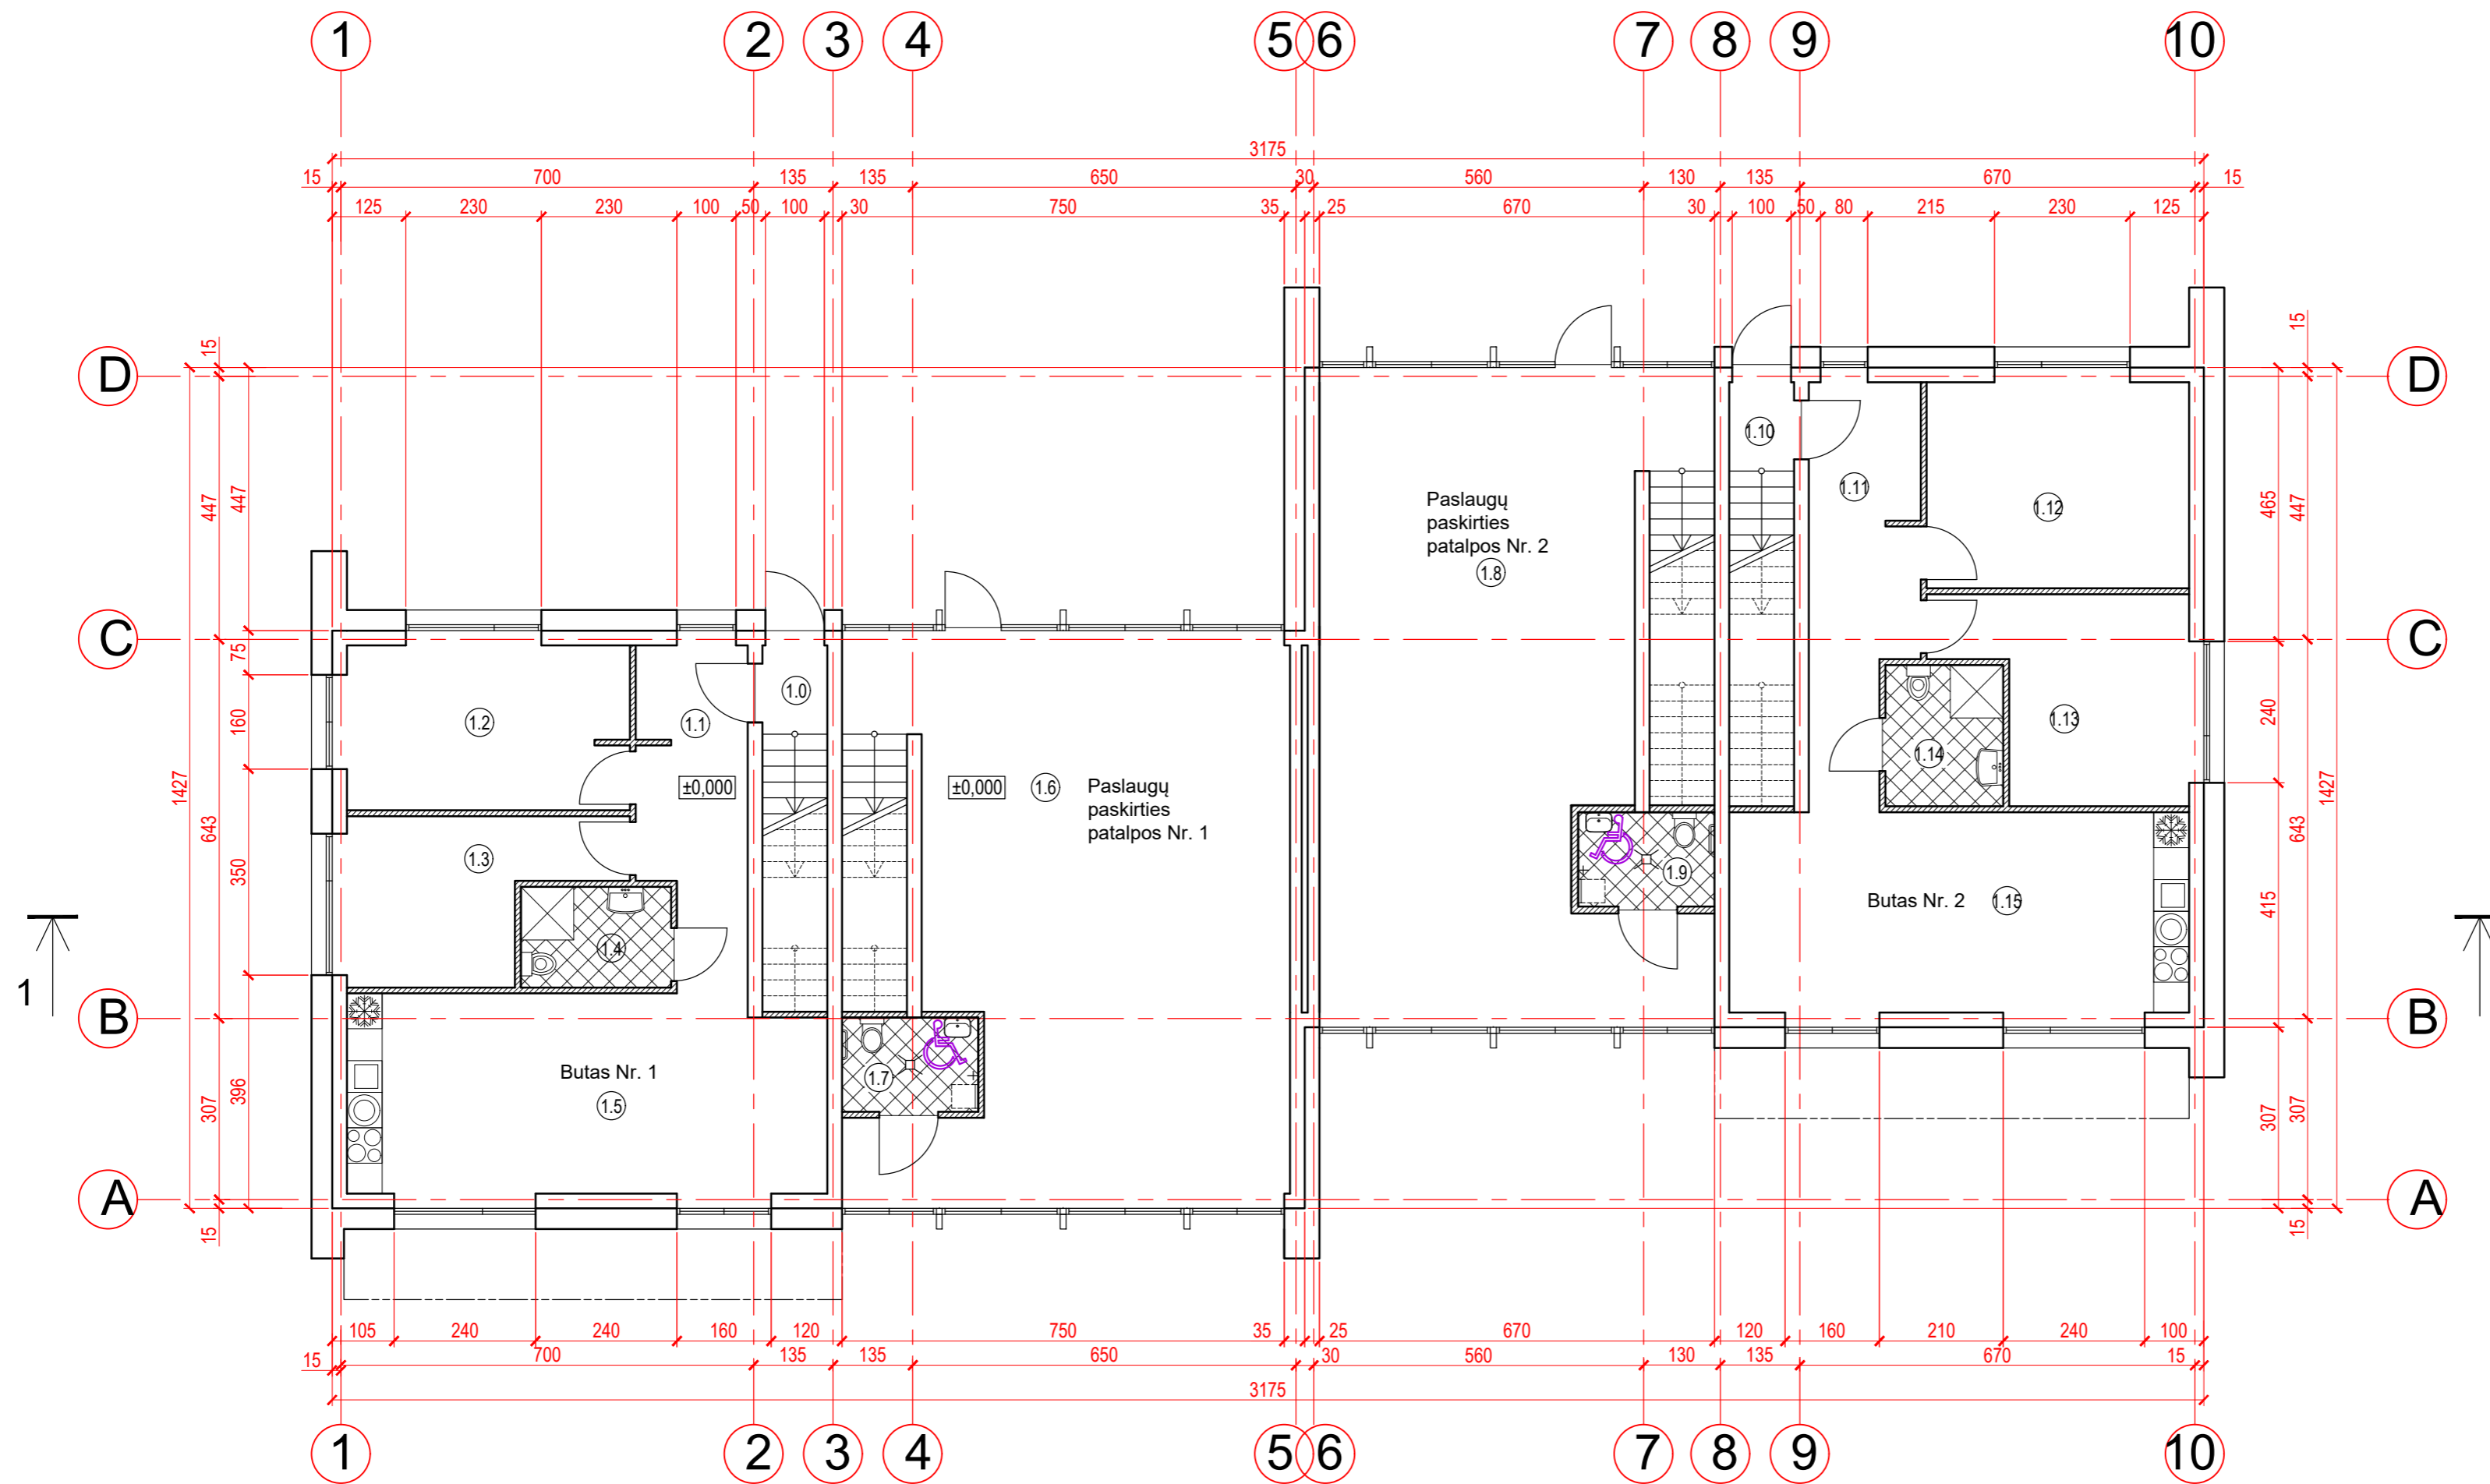 1 2 3 4 5 6 7 8 9 10
3175
15 700 135 135 650 30 560 130 135 670 15
125 230 230 100 50 100 30 750 35 25 670 30 100 50 80 215 230 125
15 15
D D
447 447 465 447
1.10
1.11
Paslaugų
paskirties
patalpos Nr. 2
1.12
1.8
C C
75
1.0
1.2 1.1 1.13
160 240
1.14
1427 ±0,000 ±0,000 1.6 Paslaugų
paskirties
patalpos Nr. 1
1427
643 643
350 1.3 1.9
Butas Nr. 2 1.15 415
1.4
1
B B
307 396 Butas Nr. 1 1.7
1.5
307 307
A A
15 15
105 240 240 160 120 750 35 25 670 120 160 210 240 100
15 700 135 135 650 30 560 130 135 670 15
3175
1 2 3 4 5 6 7 8 9 10